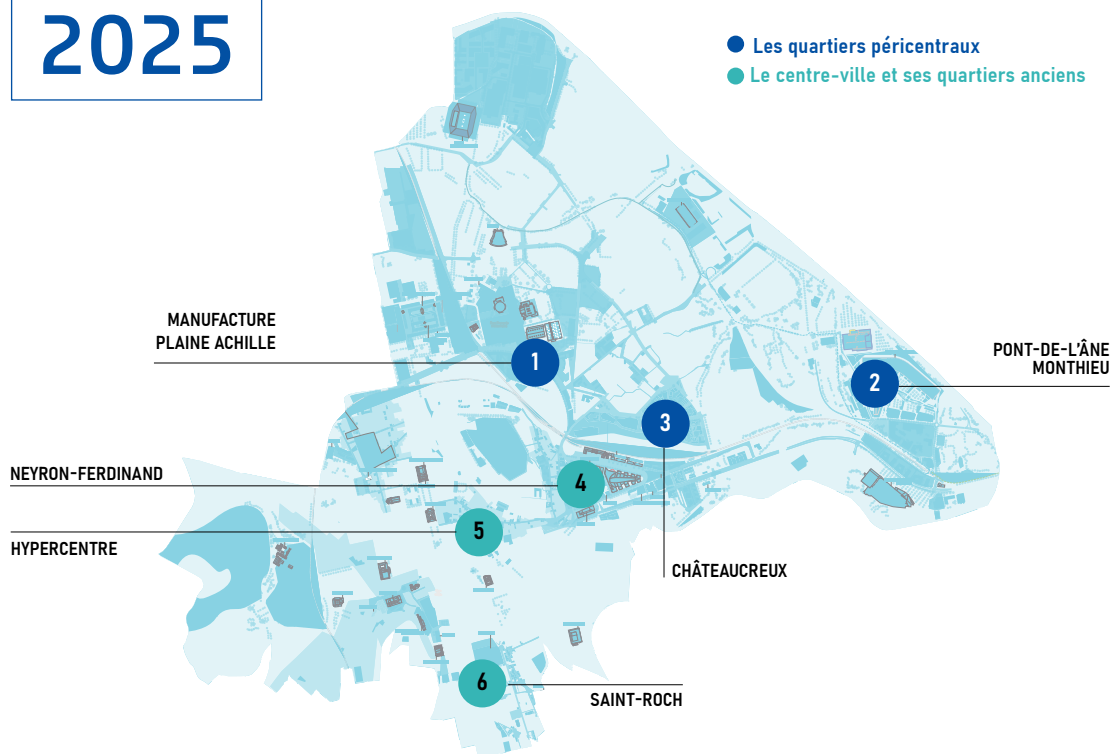 2025
Les quartiers péricentraux
Le centre-ville et ses quartiers anciens
MANUFACTURE
PLAINE ACHILLE
1
PONT-DE-L'ÂNE
MONTHIEU
2
3
NEYRON-FERDINAND
4
HYPERCENTRE
5
CHÂTEAUCREUX
6
SAINT-ROCH